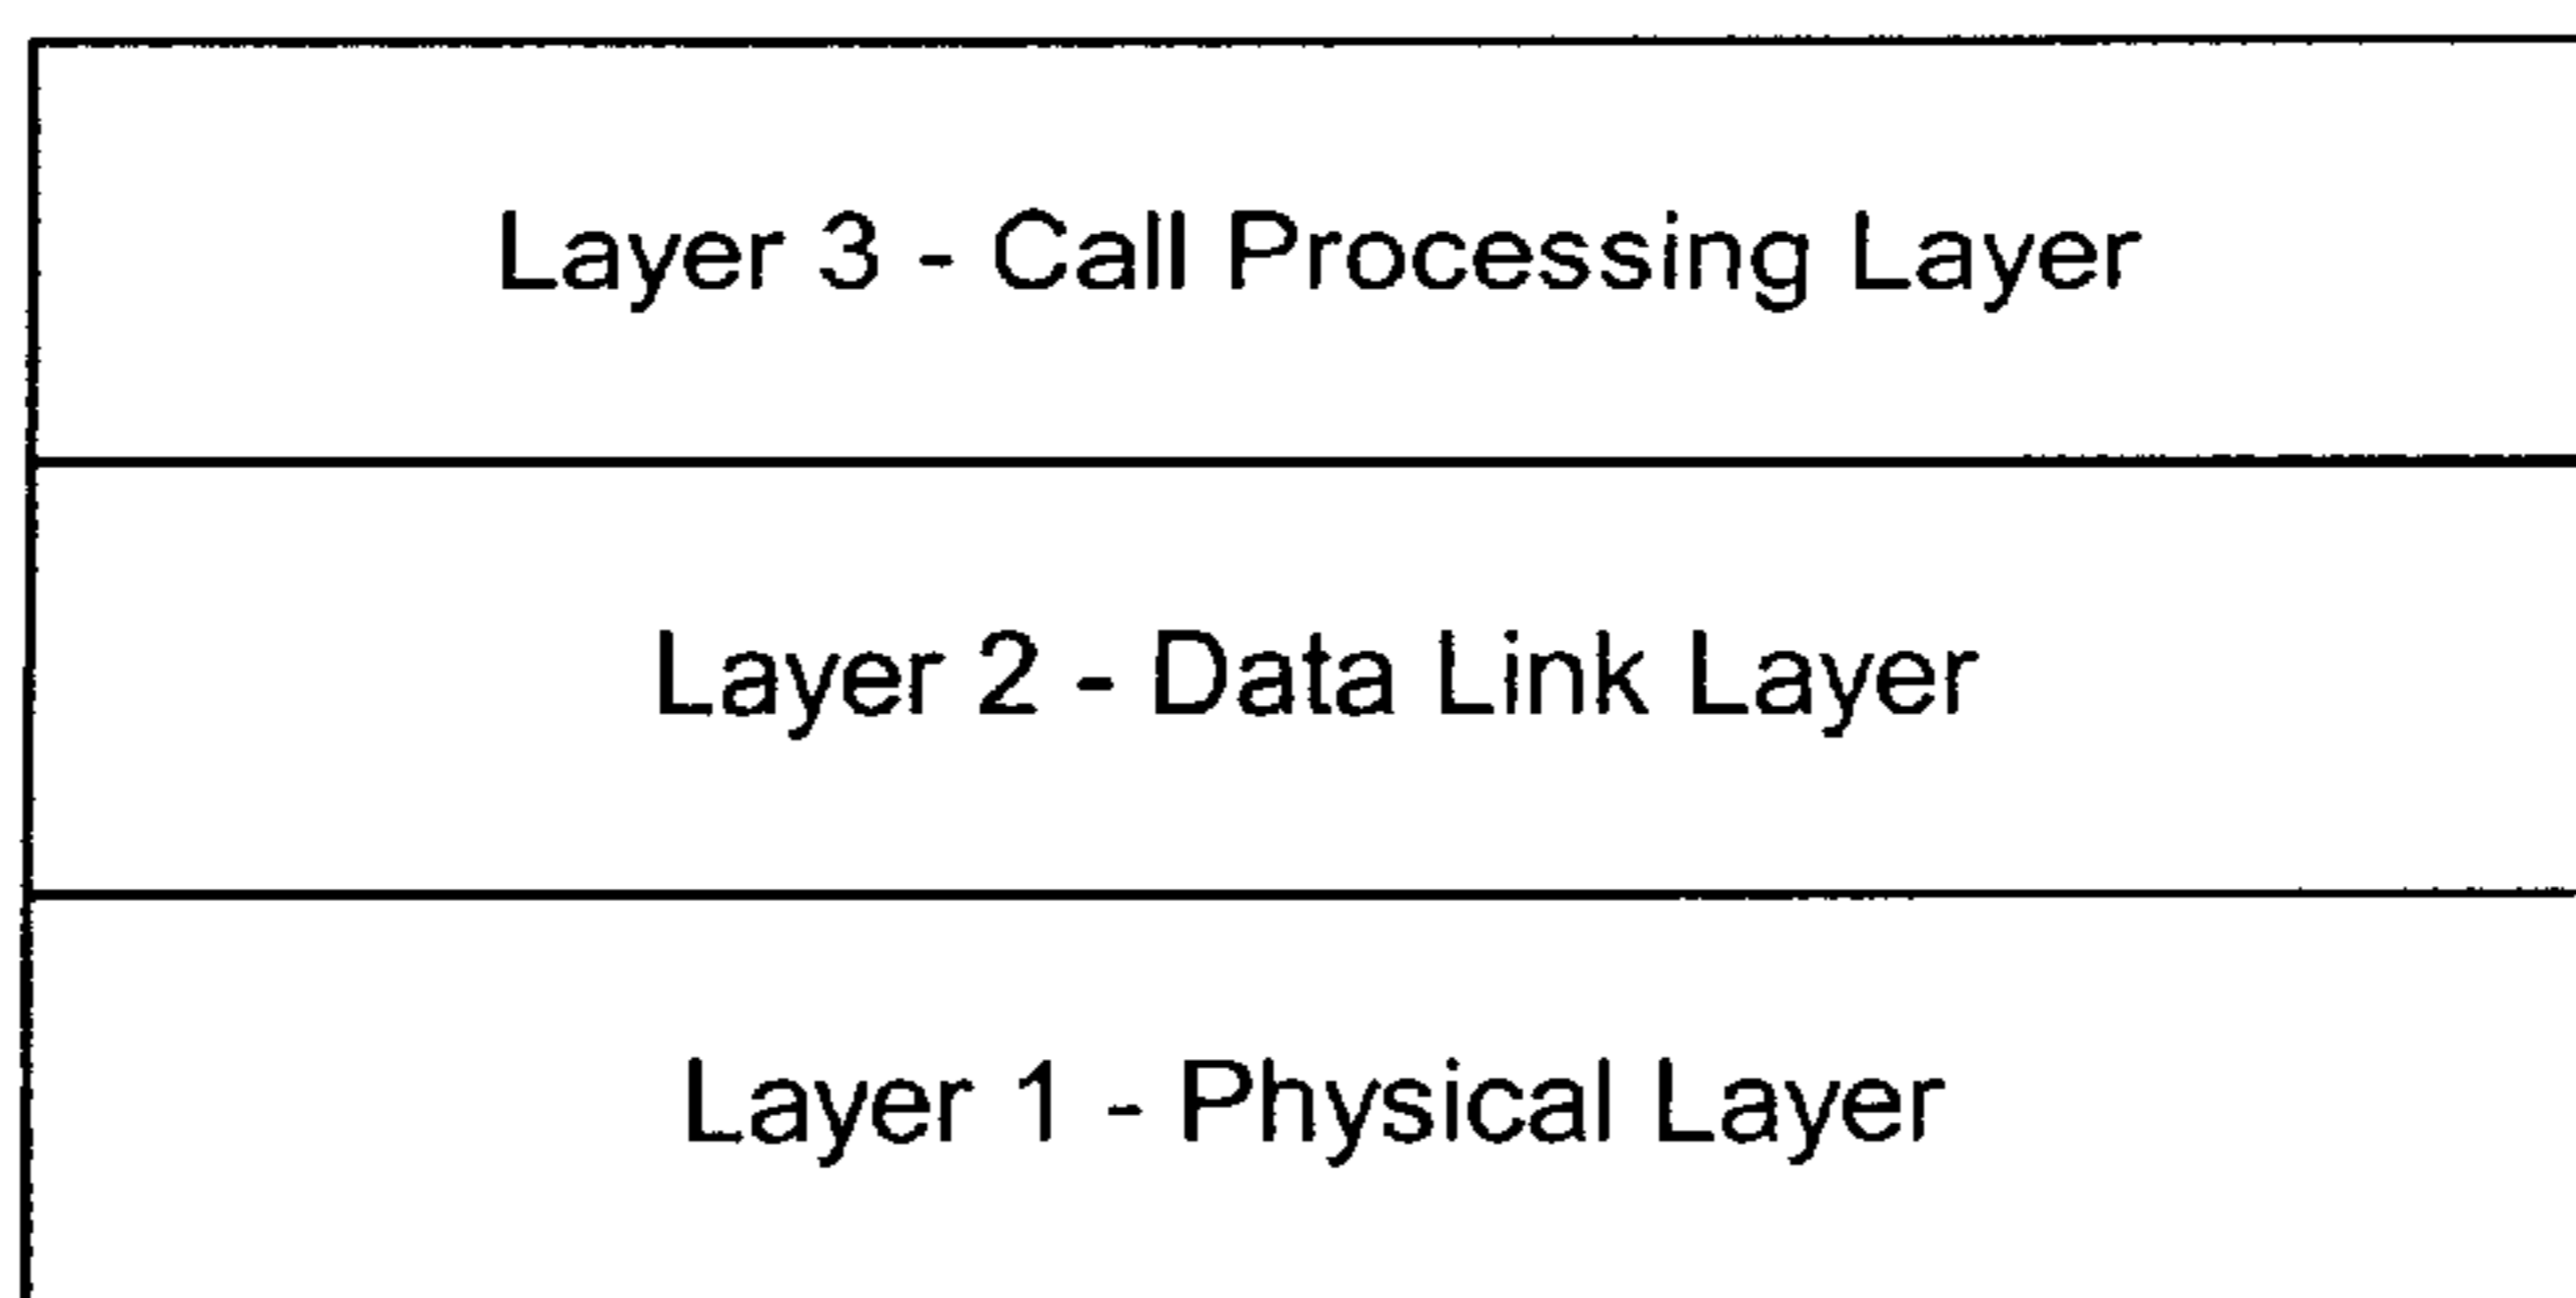 Layer 3 - Call Processing Layer
Layer 2 - Data Link Layer
Layer 1 - Physical Layer